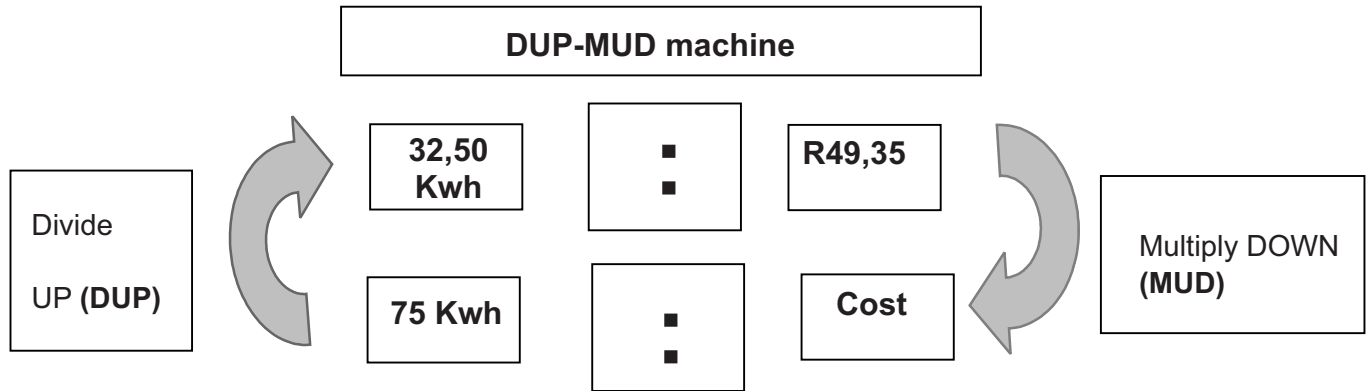 DUP-MUD machine
32,50
Kwh
:
R49,35
Divide
UP (DUP)
Multiply DOWN
(MUD)
75 Kwh
:
Cost